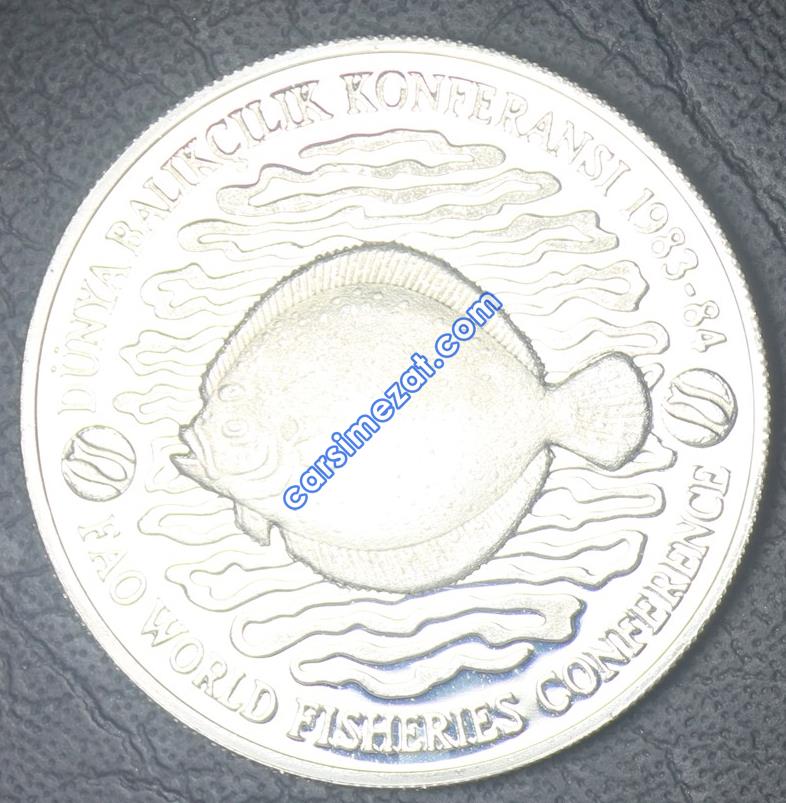 DÜNYA BALIKÇILIK KONFERANSI 1983-84
carsimezat.com
FAO WORLD FISHERIES CONFERENCE